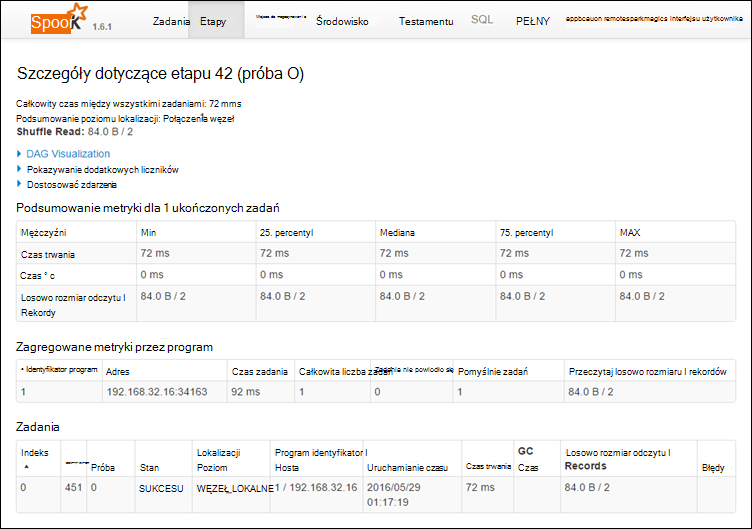 Spook 1.6.1
Zadania Etapy Miejsce do magazynowania Środowisko Testamentu SQL PEŁNY appbcauon remotesparkmagics interfejsu użytkownika
Szczegóły dotyczące etapu 42 (próba O)
Całkowity czas między wszystkimi zadaniami: 72 mms
Podsumowanie poziomu lokalizacji: Połączenia węzeł
Shuffle Read: 84.0 B / 2
DAG Visualization
Pokazywanie dodatkowych liczników
Dostosować zdarzenia
Podsumowanie metryki dla 1 ukończonych zadań
Mężczyźni Min 25. percentyl Mediana 75. percentyl MAX
Czas trwania 72 ms 72 ms 72 ms 72 ms 72 ms
Czas ° c 0 ms 0 ms 0 ms 0 ms 0 ms
Losowo rozmiar odczytu I 84.0 B / 2 84.0 B / 2 84.0 B / 2 84.0 B / 2 84.0 B / 2
Rekordy
Zagregowane metryki przez program
• Identyfikator program Adres Czas zadania Całkowita liczba zadań Zadania nie powiodło się Pomyślnie zadań Przeczytaj losowo rozmiaru I rekordów
1 192.168.32.16:34163 92 ms 1 0 1 84.0 B / 2
Zadania
Indeks Lokalizacji Program identyfikator I GC Losowo rozmiar odczytu I
Próba Stan Poziom Hosta Uruchamianie czasu Czas trwania Czas Records Błędy
0 451 0 SUKCESU WĘZEŁ_LOKALNE 1 / 192.168.32.16 2016/05/29 72 ms 84.0 B / 2
01:17:19